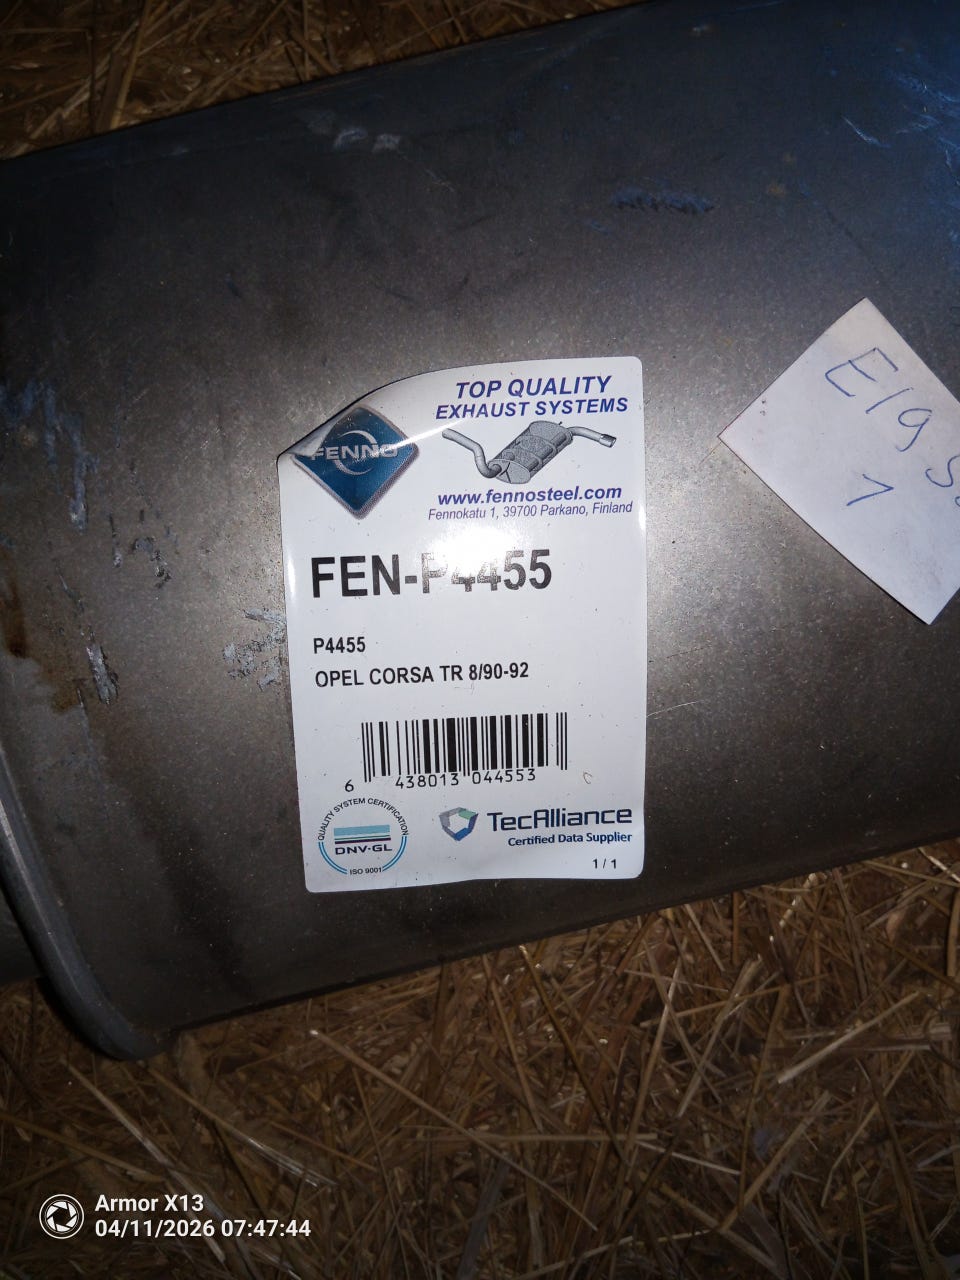 TOP QUALITY
EXHAUST SYSTEMS
FENNO
www.fennosteel.com
Fennokatu 1, 39700 Parkano, Finland
FEN-P4455
P4455
OPEL CORSA TR 8/90-92
6 438013 044553
QUALITY SYSTEM CERTIFICATION
DNV·GL
ISO 9001
TecAlliance
Certified Data Supplier
1 / 1
E19
Armor X13
04/11/2026 07:47:44